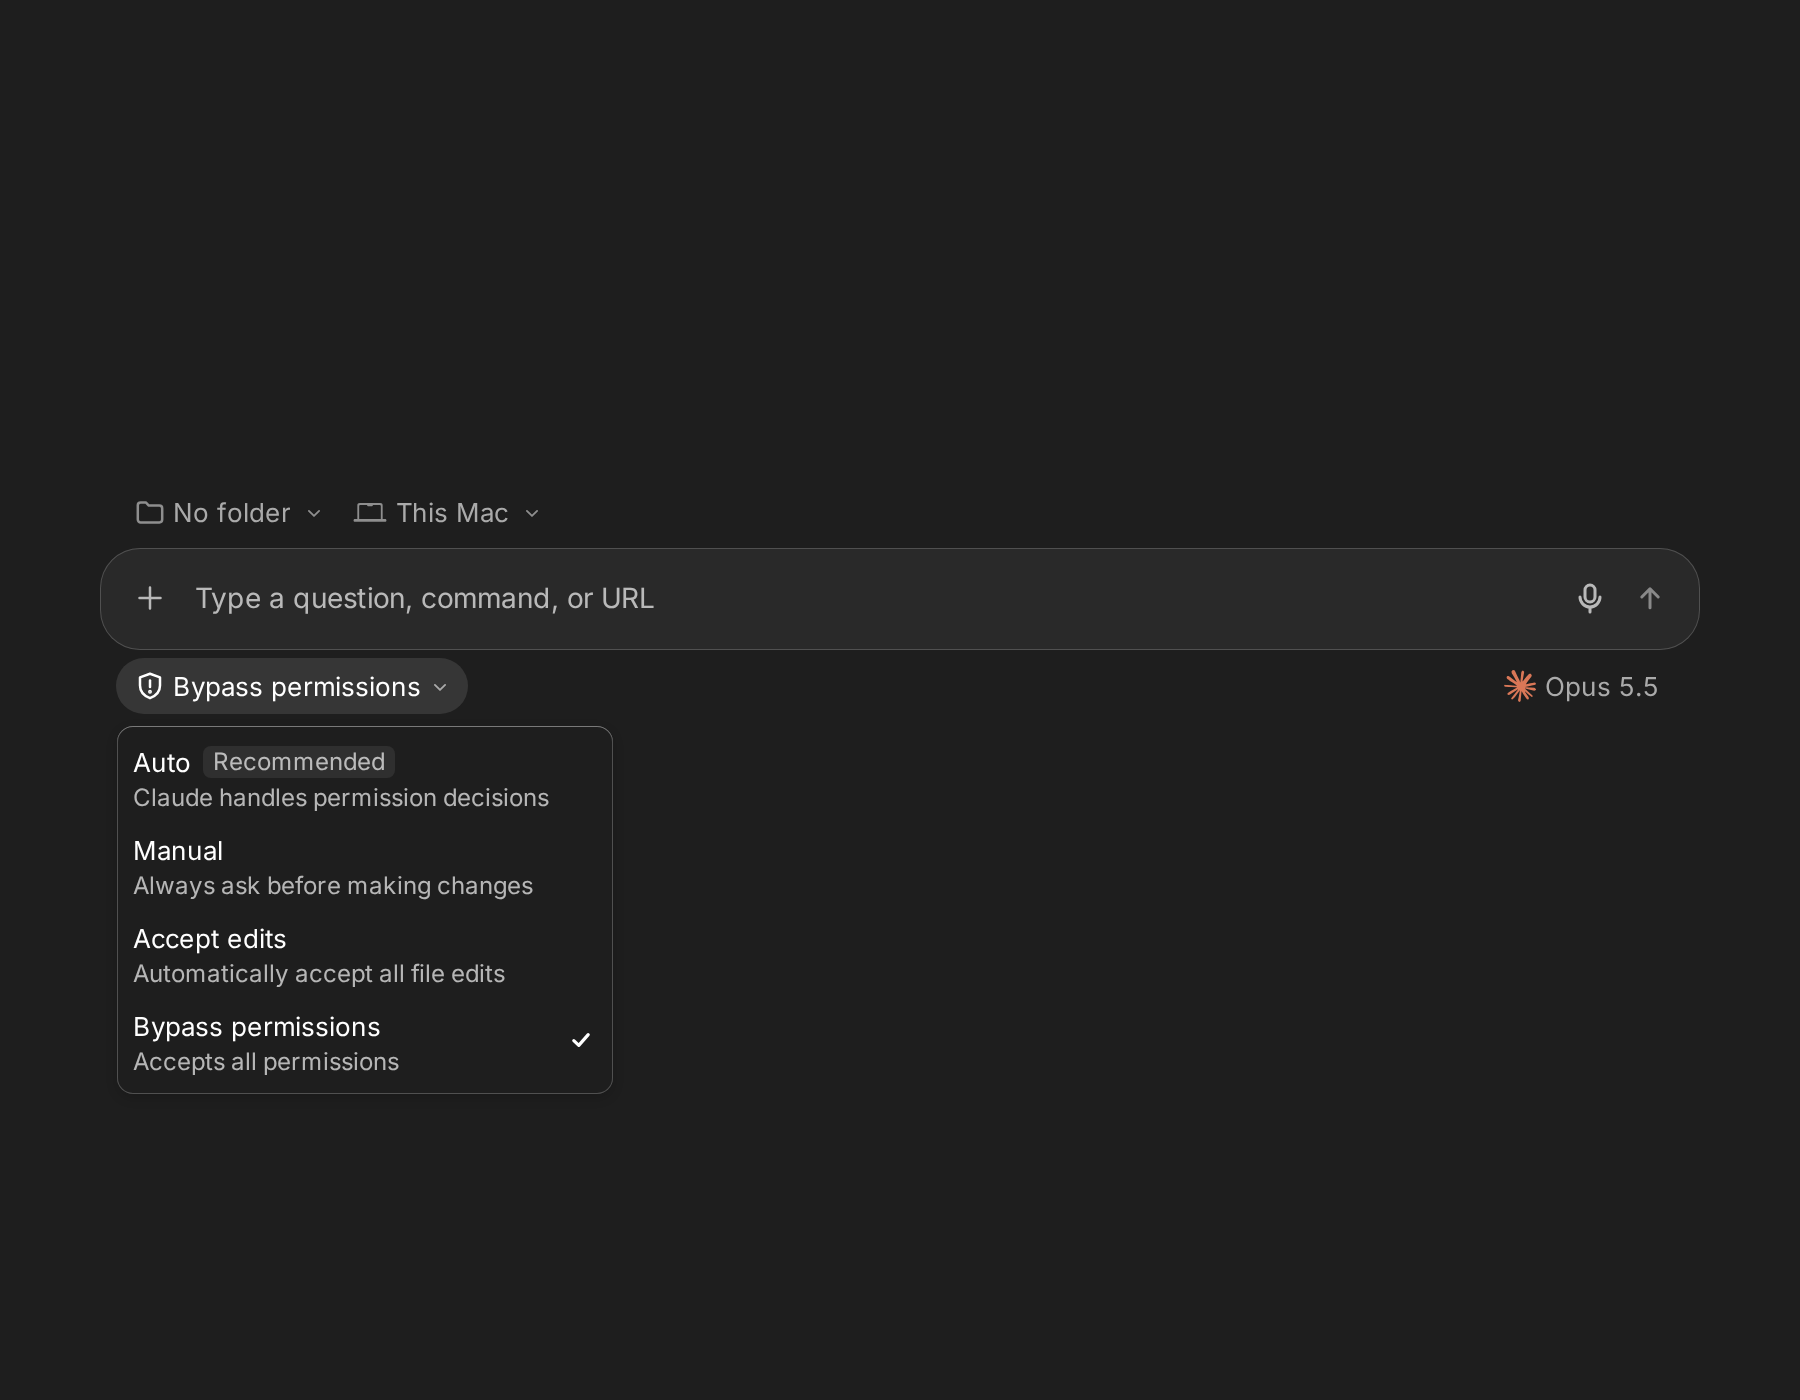 No folder
This Mac
Type a question, command, or URL
Bypass permissions
Opus 5.5
Auto Recommended
Claude handles permission decisions
Manual
Always ask before making changes
Accept edits
Automatically accept all file edits
Bypass permissions
Accepts all permissions